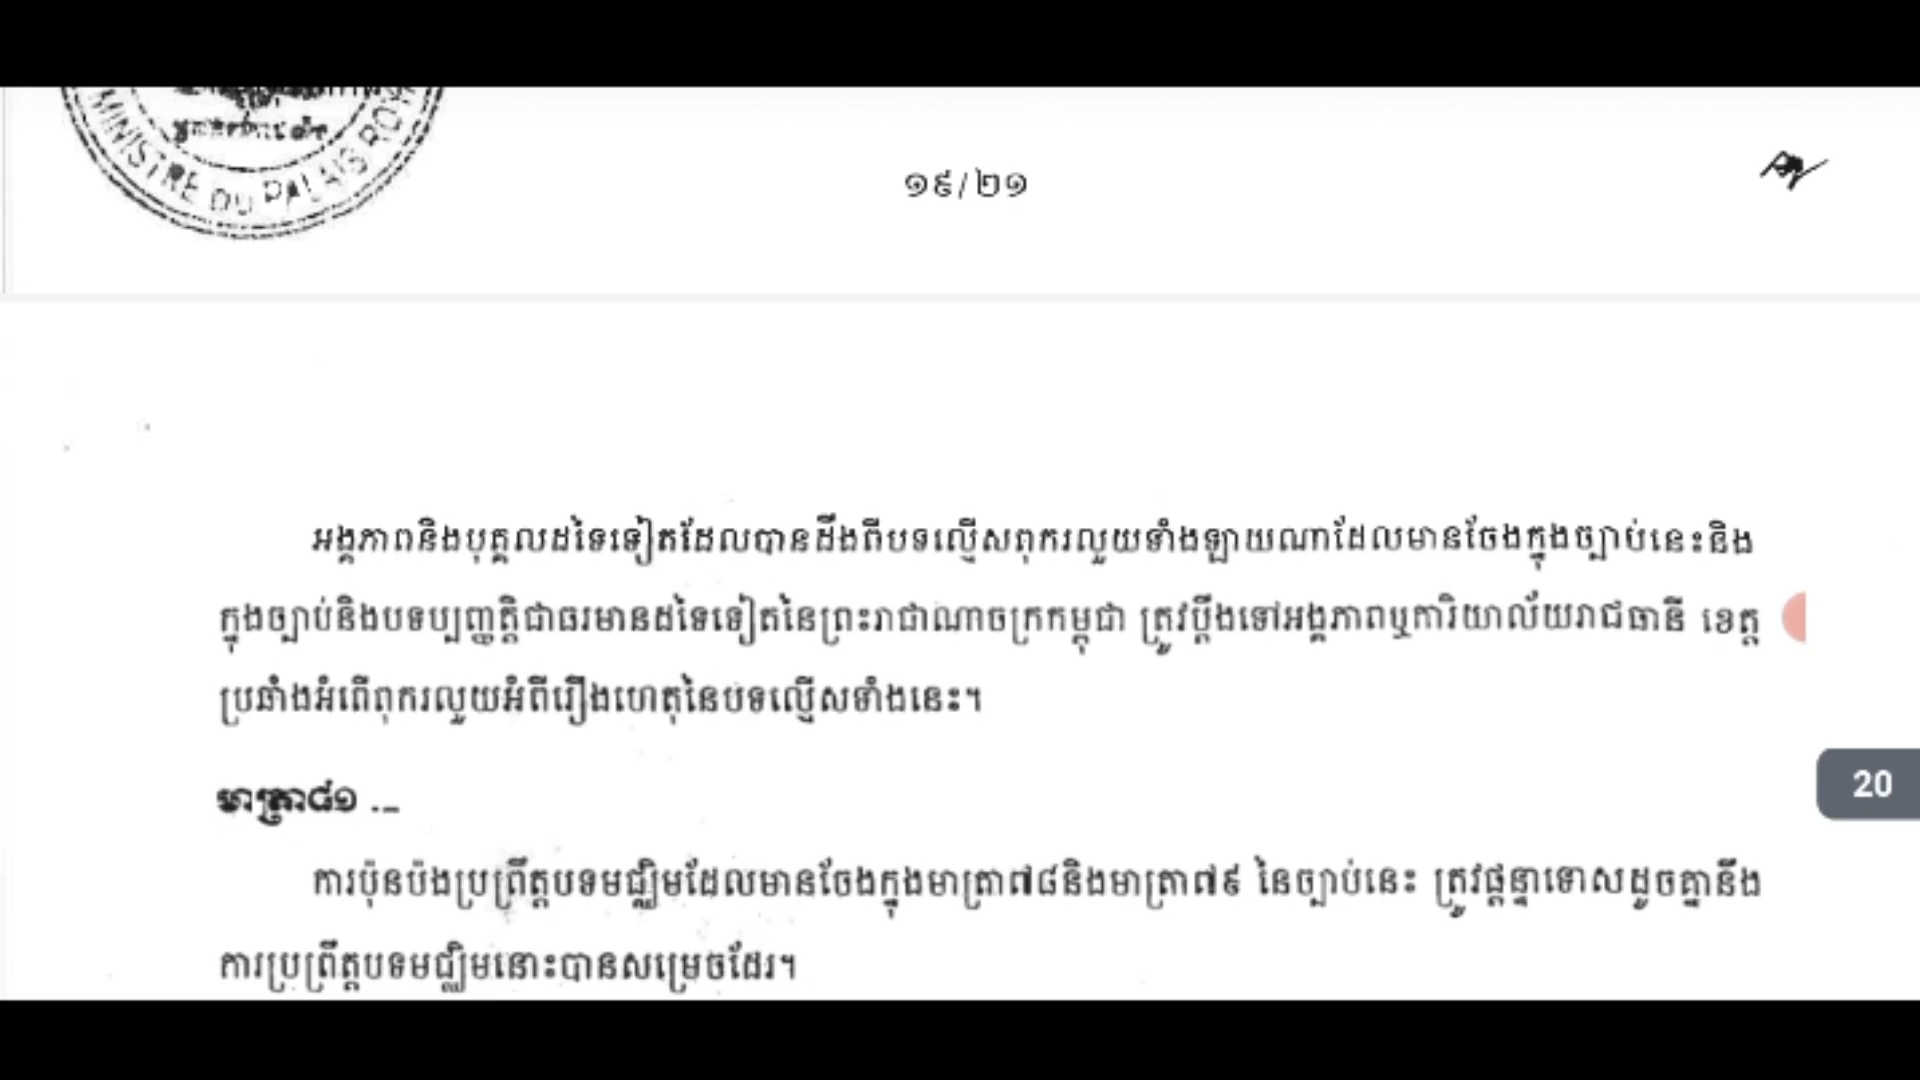 MINISTRE DU PALAIS ROY
១៩/២១
អង្គភាពនិងបុគ្គលដទៃទៀតដែលបានដឹងពីបទល្មើសពុករលួយទាំងឡាយណាដែលមានចែងក្នុងច្បាប់នេះនិង
ក្នុងច្បាប់និងបទប្បញ្ញត្តិជាធរមានដទៃទៀតនៃព្រះរាជាណាចក្រកម្ពុជា ត្រូវប្តឹងទៅអង្គភាពឬការិយាល័យរាជធានី ខេត្ត
ប្រឆាំងអំពើពុករលួយអំពីរឿងហេតុនៃបទល្មើសទាំងនេះ។
20
មាត្រា៨១ ._
ការប៉ុនប៉ងប្រព្រឹត្តបទមជ្ឈិមដែលមានចែងក្នុងមាត្រា៧៨និងមាត្រា៧៩ នៃច្បាប់នេះ ត្រូវផ្តន្ទាទោសដូចគ្នានឹង
ការប្រព្រឹត្តបទមជ្ឈិមនោះបានសម្រេចដែរ។